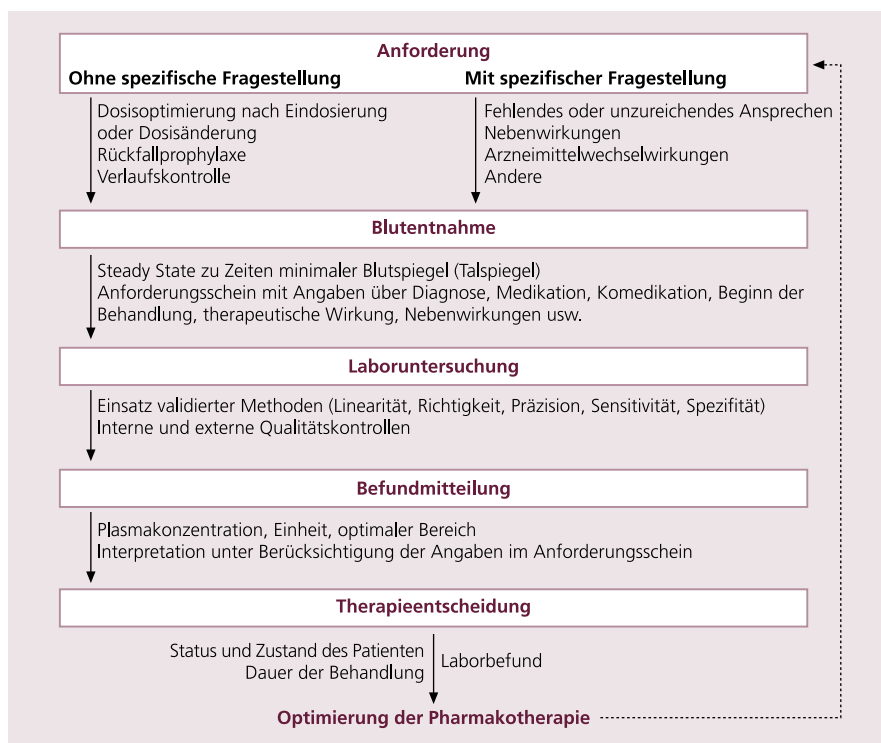 Anforderung
Ohne spezifische Fragestellung
Mit spezifischer Fragestellung
Dosisoptimierung nach Eindosierung
oder Dosisänderung
Rückfallprophylaxe
Verlaufskontrolle
Fehlendes oder unzureichendes Ansprechen
Nebenwirkungen
Arzneimittelwechselwirkungen
Andere
Blutentnahme
Steady State zu Zeiten minimaler Blutspiegel (Talspiegel)
Anforderungsschein mit Angaben über Diagnose, Medikation, Komedikation, Beginn der
Behandlung, therapeutische Wirkung, Nebenwirkungen usw.
Laboruntersuchung
Einsatz validierter Methoden (Linearität, Richtigkeit, Präzision, Sensitivität, Spezifität)
Interne und externe Qualitätskontrollen
Befundmitteilung
Plasmakonzentration, Einheit, optimaler Bereich
Interpretation unter Berücksichtigung der Angaben im Anforderungsschein
Therapieentscheidung
Status und Zustand des Patienten
Dauer der Behandlung
Laborbefund
Optimierung der Pharmakotherapie